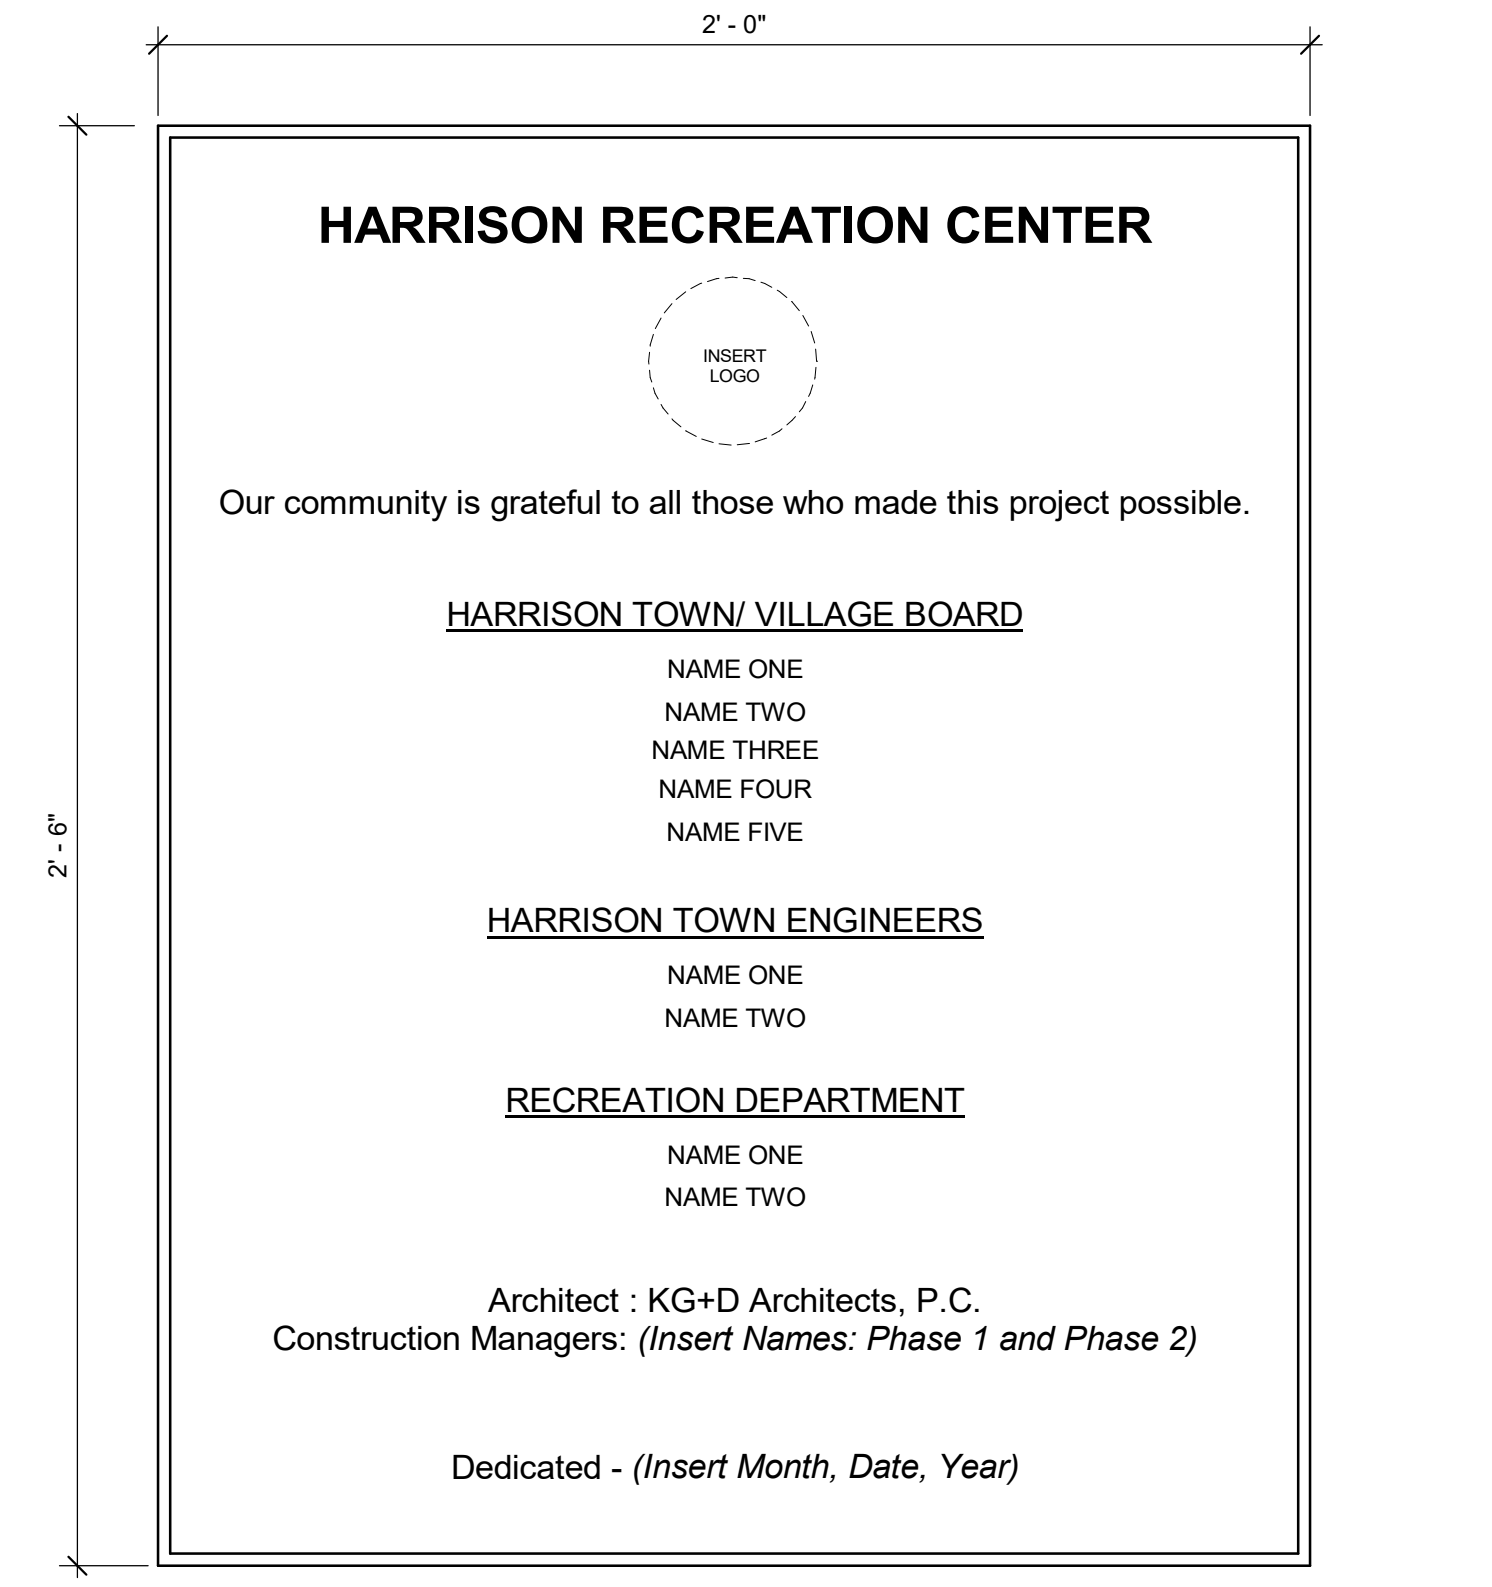 2' - 0"
HARRISON RECREATION CENTER
INSERT
LOGO
Our community is grateful to all those who made this project possible.
HARRISON TOWN/ VILLAGE BOARD
NAME ONE
NAME TWO
NAME THREE
NAME FOUR
NAME FIVE
2' - 6"
HARRISON TOWN ENGINEERS
NAME ONE
NAME TWO
RECREATION DEPARTMENT
NAME ONE
NAME TWO
Architect : KG+D Architects, P.C.
Construction Managers: (Insert Names: Phase 1 and Phase 2)
Dedicated - (Insert Month, Date, Year)